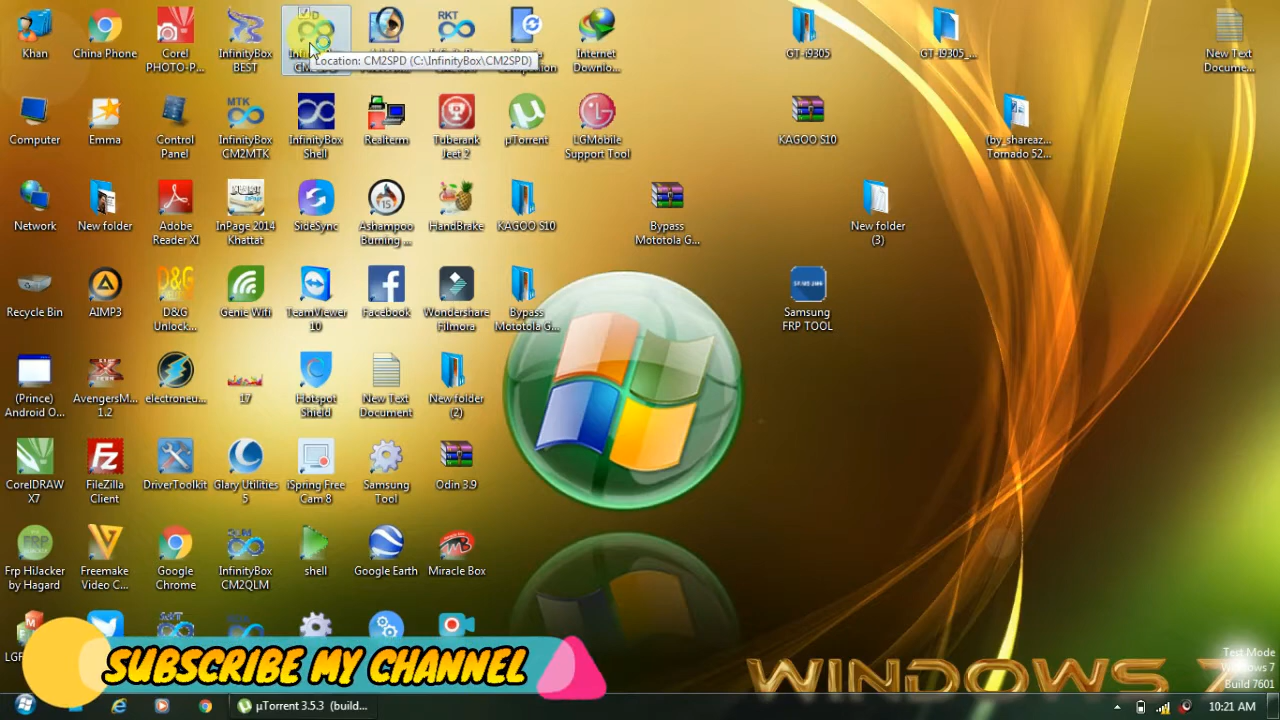 Khan
China Phone
Corel
PHOTO-P...
InfinityBox
BEST
RKT
Internet
Downlo...
GT-I9305
GT-I9305_...
New Text
Docume...
Location: CM2SPD (C:\InfinityBox\CM2SPD)
Computer
Emma
Control
Panel
MTK
InfinityBox
CM2MTK
InfinityBox
Shell
Realterm
Tuberank
Jeet 2
µTorrent
LGMobile
Support Tool
KAGOO S10
(by_shareaz...
Tornado 52...
Network
New folder
Adobe
Reader XI
InPage 2014
Khattat
SideSync
Ashampoo
Burning ...
HandBrake
KAGOO S10
Bypass
Mototola G...
New folder
(3)
Recycle Bin
AIMP3
D&G
D&G
Unlock...
Genie Wifi
TeamViewer
10
Facebook
Wondershare
Filmora
Bypass
Mototola G...
Samsung
FRP TOOL
(Prince)
Android O...
AvengersM...
1.2
electroneu...
17
Hotspot
Shield
New Text
Document
New folder
(2)
CorelDRAW
X7
FileZilla
Client
DriverToolkit
Glary Utilities
5
iSpring Free
Cam 8
Samsung
Tool
Odin 3.9
FRP
Frp HiJacker
by Hagard
Freemake
Video C...
Google
Chrome
InfinityBox
CM2QLM
shell
Google Earth
Miracle Box
SUBSCRIBE MY CHANNEL
WINDOWS 7
Test Mode
Windows 7
Build 7601
µTorrent 3.5.3 (build...
10:21 AM